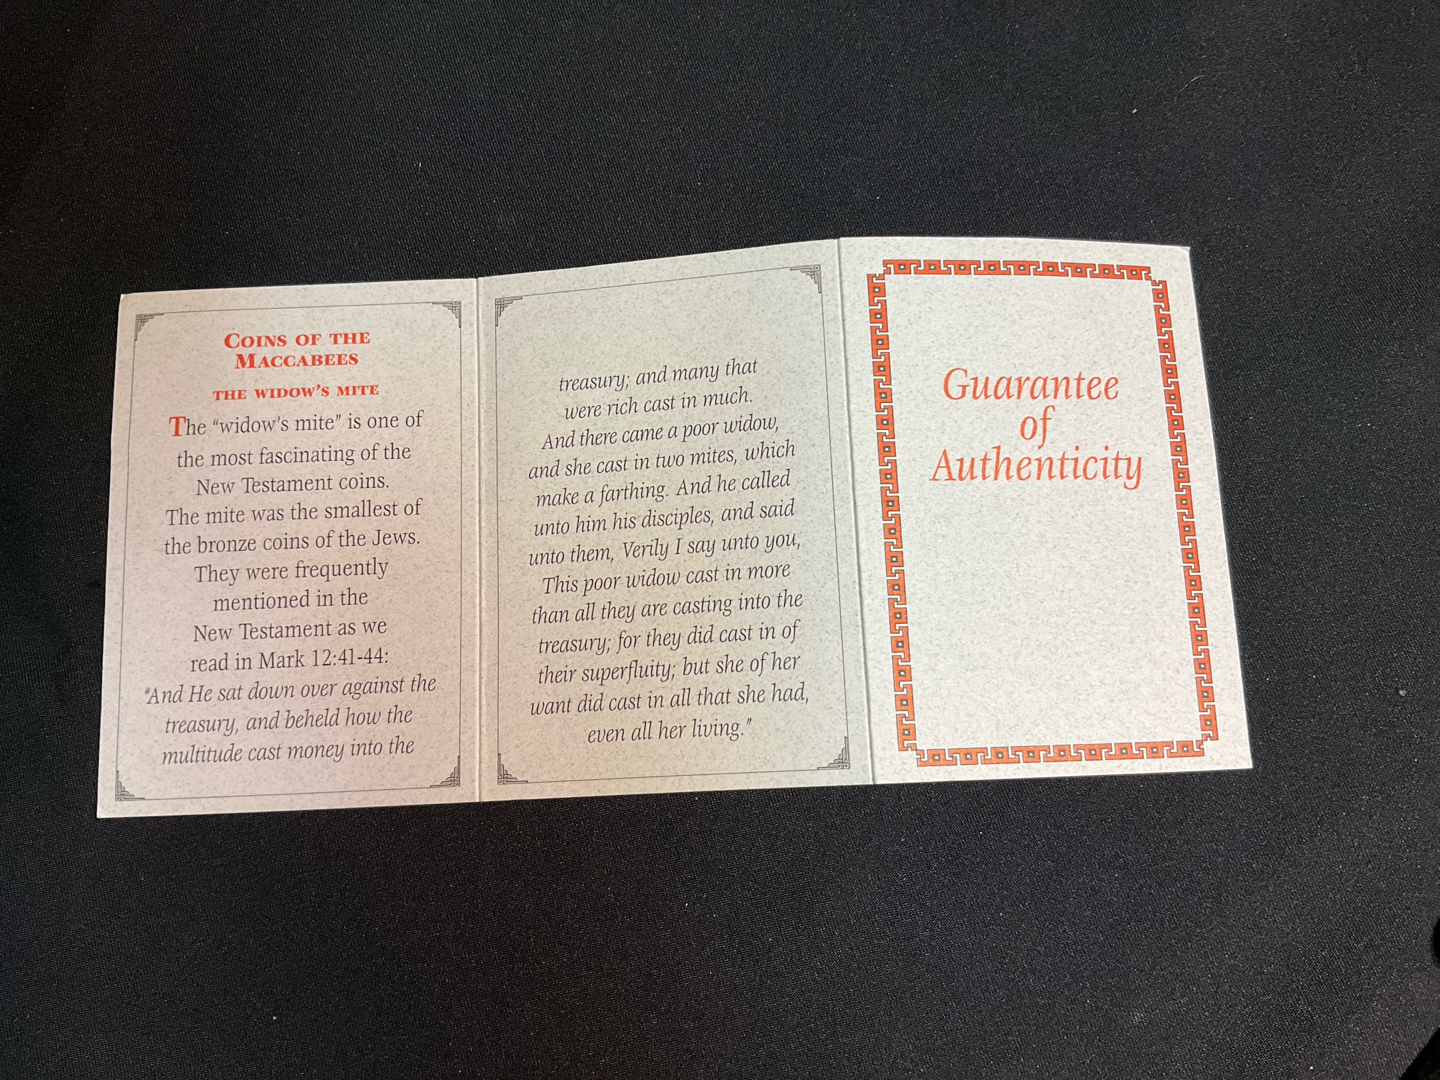 COINS OF THE
MACCABEES
THE WIDOW'S MITE
The "widow's mite" is one of
the most fascinating of the
New Testament coins.
The mite was the smallest of
the bronze coins of the Jews.
They were frequently
mentioned in the
New Testament as we
read in Mark 12:41-44:
"And He sat down over against the
treasury, and beheld how the
multitude cast money into the
treasury; and many that
were rich cast in much.
And there came a poor widow,
and she cast in two mites, which
make a farthing. And he called
unto him his disciples, and said
unto them, Verily I say unto you,
This poor widow cast in more
than all they are casting into the
treasury; for they did cast in of
their superfluity; but she of her
want did cast in all that she had,
even all her living."
Guarantee
of
Authenticity